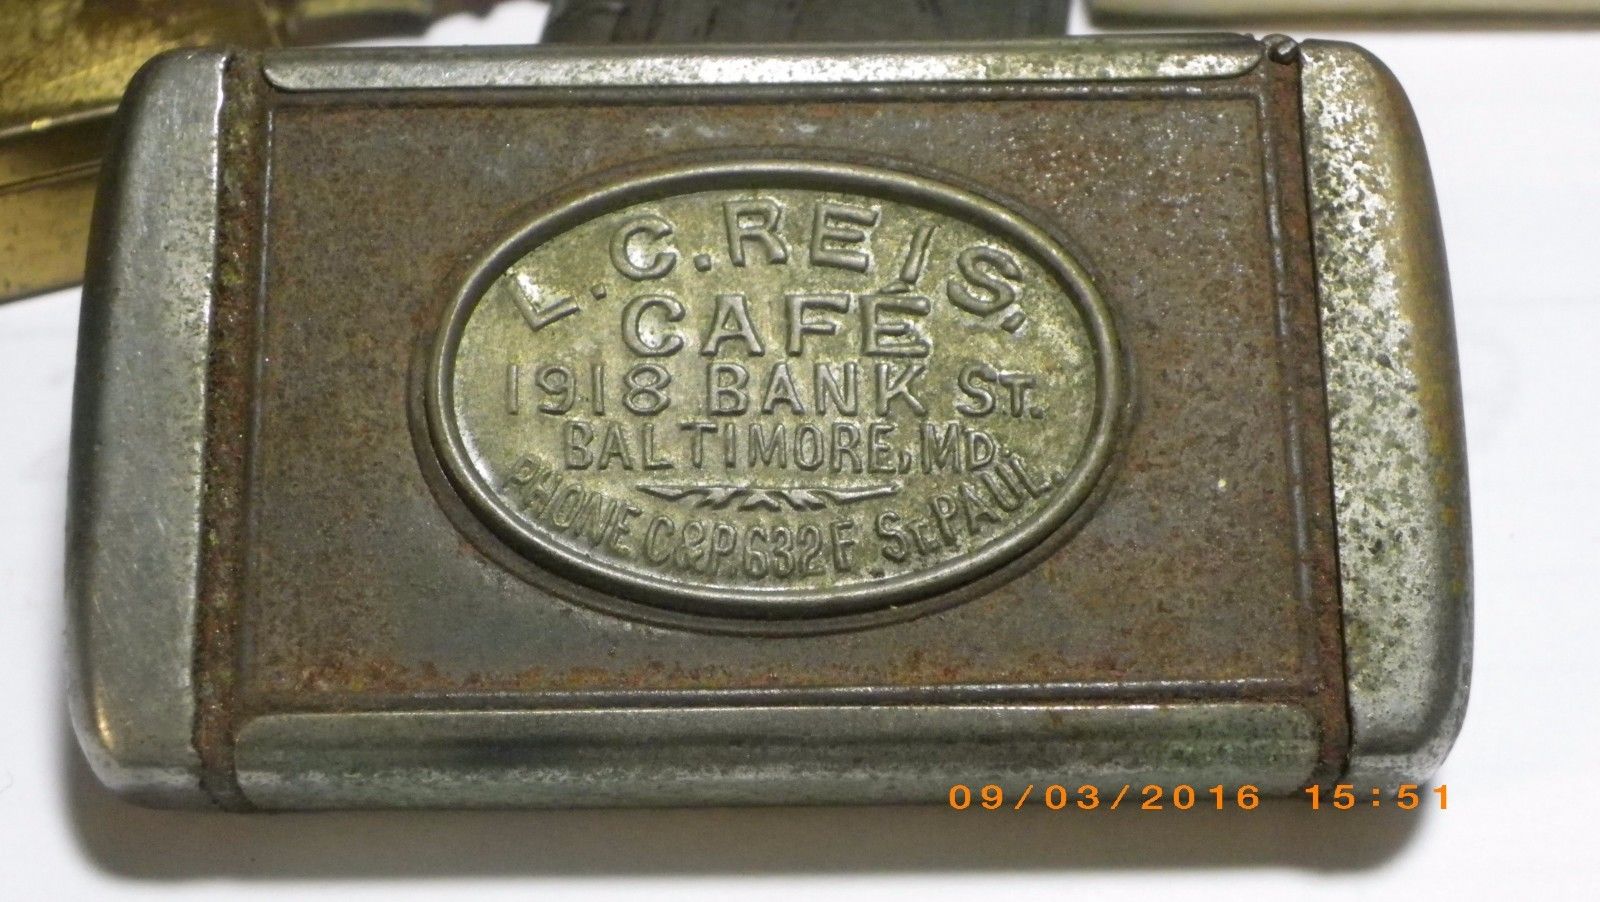 L.C.REIS.
CAFÉ
1918 BANK ST.
BALTIMORE, MD.
PHONE C&P. 632 F ST. PAUL.
09/03/2016 15:51